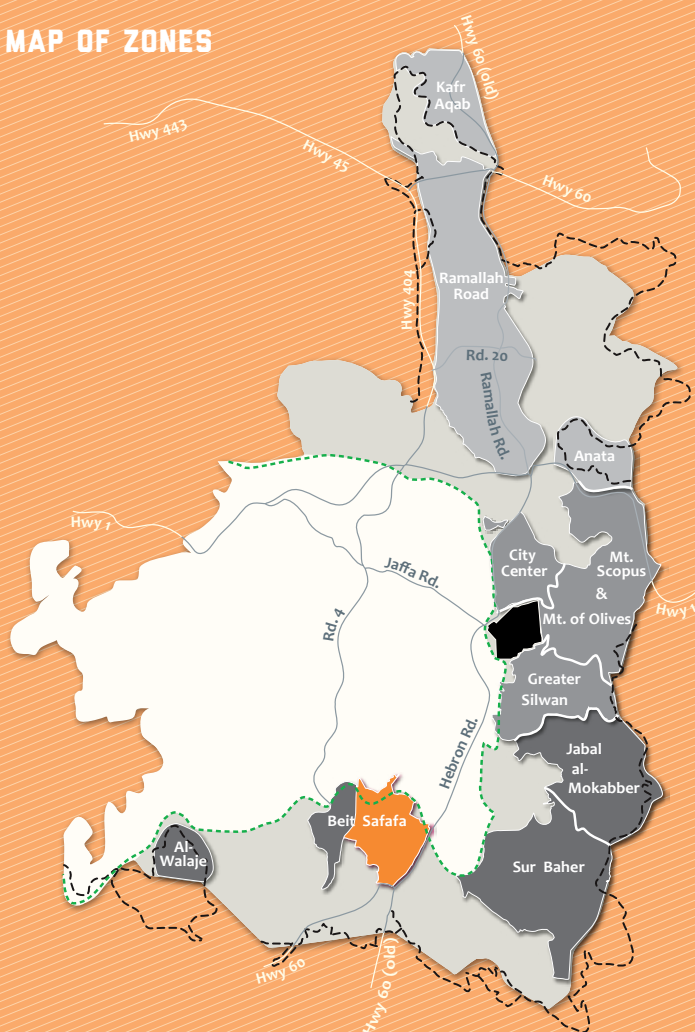 MAP OF ZONES
Hwy 60 (old)
Kafr
Aqab
Hwy 443
Hwy 45
Hwy 60
Ramallah
Road
Hwy 404
Rd. 20
Ramallah Rd.
Anata
Hwy 1
City
Center
Mt.
Scopus
&
Mt. of Olives
Jaffa Rd.
Hwy
Rd. 4
Greater
Silwan
Hebron Rd.
Jabal
al-
Mokabber
Beit Safafa
Al-
Walaje
Sur Baher
Hwy 60
Hwy 60 (old)